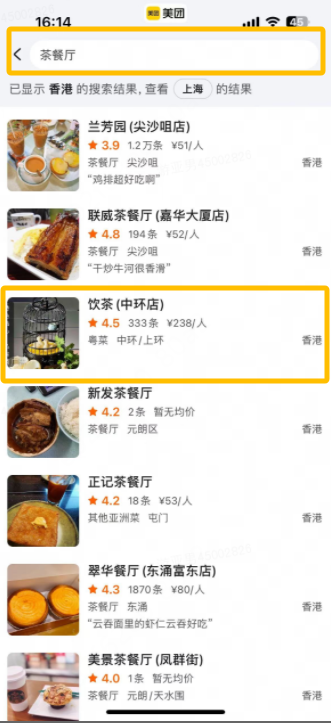 16:14
美团 美团
45
茶餐厅
已显示 香港 的搜索结果, 查看 上海 的结果
兰芳园 (尖沙咀店)
3.9 1.2万条 ¥51/人
茶餐厅 尖沙咀 香港
“鸡排超好吃啊”
联威茶餐厅 (嘉华大厦店)
4.8 194条 ¥52/人
茶餐厅 尖沙咀 香港
“干炒牛河很香滑”
饮茶 (中环店)
4.5 333条 ¥238/人
粤菜 中环/上环 香港
新发茶餐厅
4.2 2条 暂无均价
茶餐厅 元朗区 香港
正记茶餐厅
4.2 18条 ¥53/人
其他亚洲菜 屯门 香港
翠华餐厅 (东涌富东店)
4.3 1870条 ¥80/人
茶餐厅 东涌 香港
“云吞面里的虾仁云吞好吃”
美景茶餐厅 (凤群街)
4.0 1条 暂无均价
茶餐厅 元朗/天水围 香港